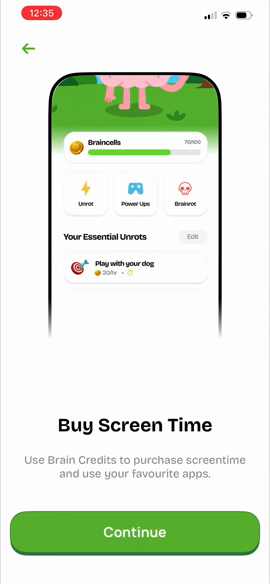 12:35
Braincells
70/100
Unrot
Power Ups
Brainrot
Your Essential Unrots
Edit
Play with your dog
20/hr •
Buy Screen Time
Use Brain Credits to purchase screentime
and use your favourite apps.
Continue